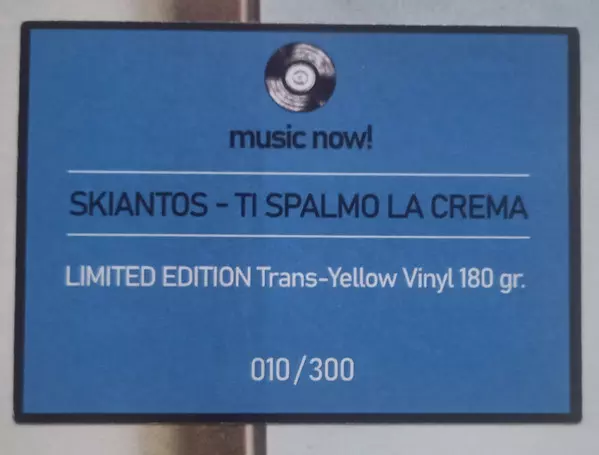 music now!
SKIANTOS - TI SPALMO LA CREMA
LIMITED EDITION Trans-Yellow Vinyl 180 gr.
010/300